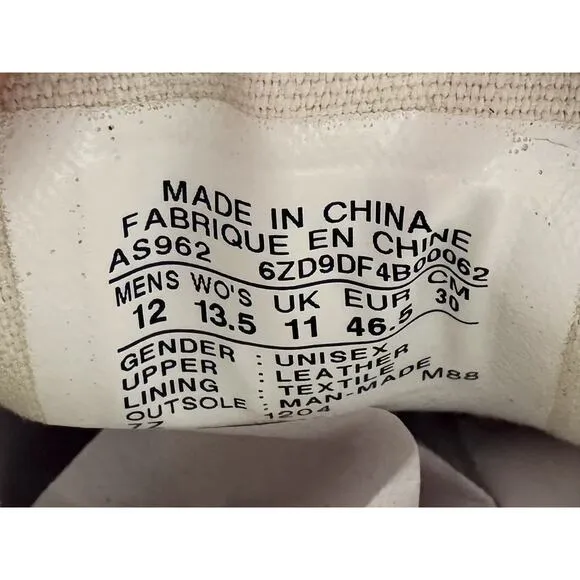 MADE IN CHINA
FABRIQUE EN CHINE
AS962 6ZD9DF4B00062
MENS WO'S UK EUR CM
12 13.5 11 46.5 30
GENDER : UNISEX
UPPER : LEATHER
LINING : TEXTILE
OUTSOLE : MAN-MADE M88
1204